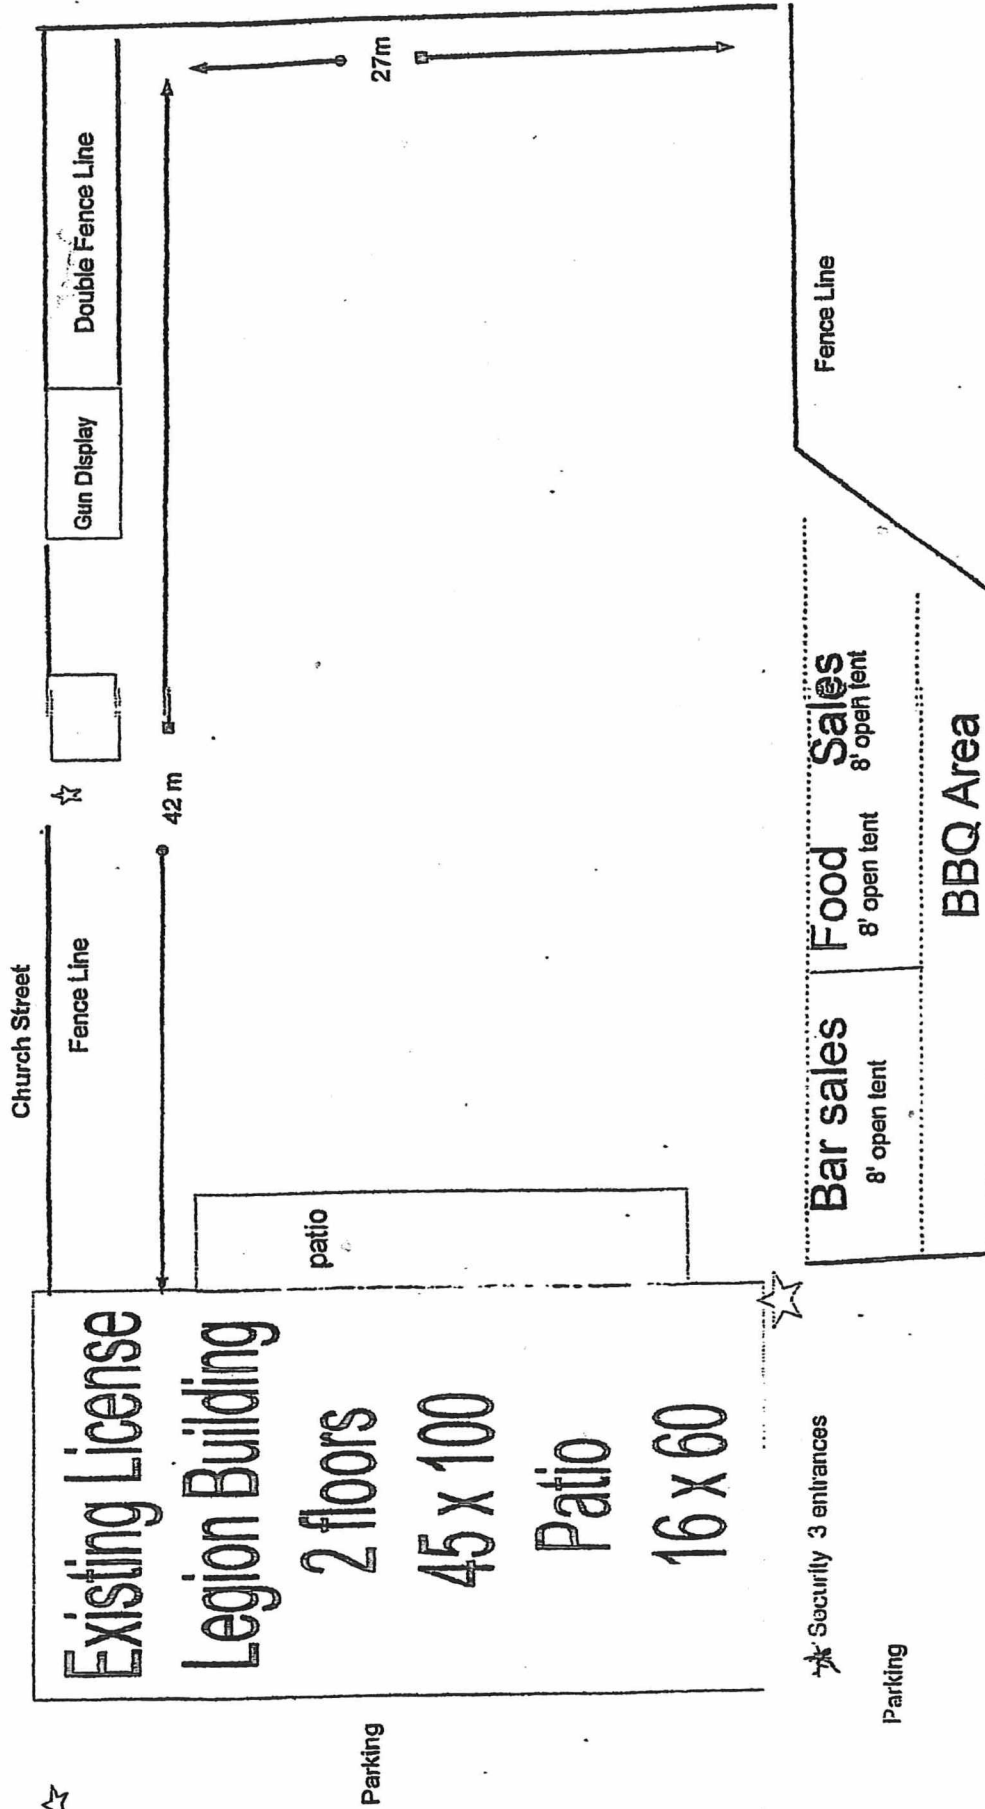 Church Street
Fence Line
Gun Display
Double Fence Line
42 m
27m
Existing License
Legion Building
2 floors
45 x 100
Patio
16 x 60
patio
Parking
Security 3 entrances
Parking
Bar sales
8' open tent
Food Sales
8' open tent
8' open tent
BBQ Area
Fence Line